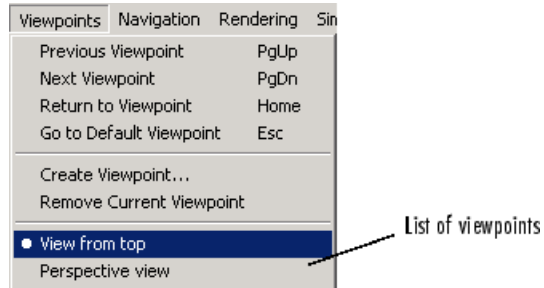 Viewpoints Navigation Rendering Sin
Previous Viewpoint PgUp
Next Viewpoint PgDn
Return to Viewpoint Home
Go to Default Viewpoint Esc
Create Viewpoint...
Remove Current Viewpoint
View from top
Perspective view
List of viewpoints